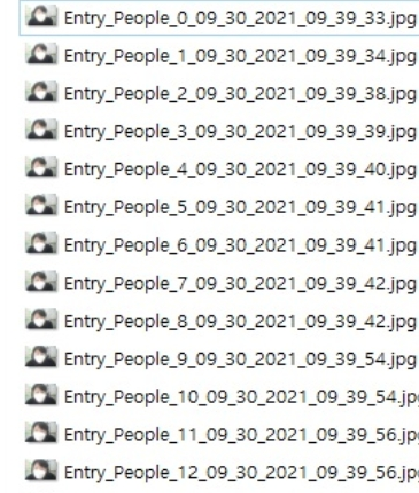 Entry_People_0_09_30_2021_09_39_33.jpg
Entry_People_1_09_30_2021_09_39_34.jpg
Entry_People_2_09_30_2021_09_39_38.jpg
Entry_People_3_09_30_2021_09_39_39.jpg
Entry_People_4_09_30_2021_09_39_40.jpg
Entry_People_5_09_30_2021_09_39_41.jpg
Entry_People_6_09_30_2021_09_39_41.jpg
Entry_People_7_09_30_2021_09_39_42.jpg
Entry_People_8_09_30_2021_09_39_42.jpg
Entry_People_9_09_30_2021_09_39_54.jpg
Entry_People_10_09_30_2021_09_39_54.jp
Entry_People_11_09_30_2021_09_39_56.jp
Entry_People_12_09_30_2021_09_39_56.jp